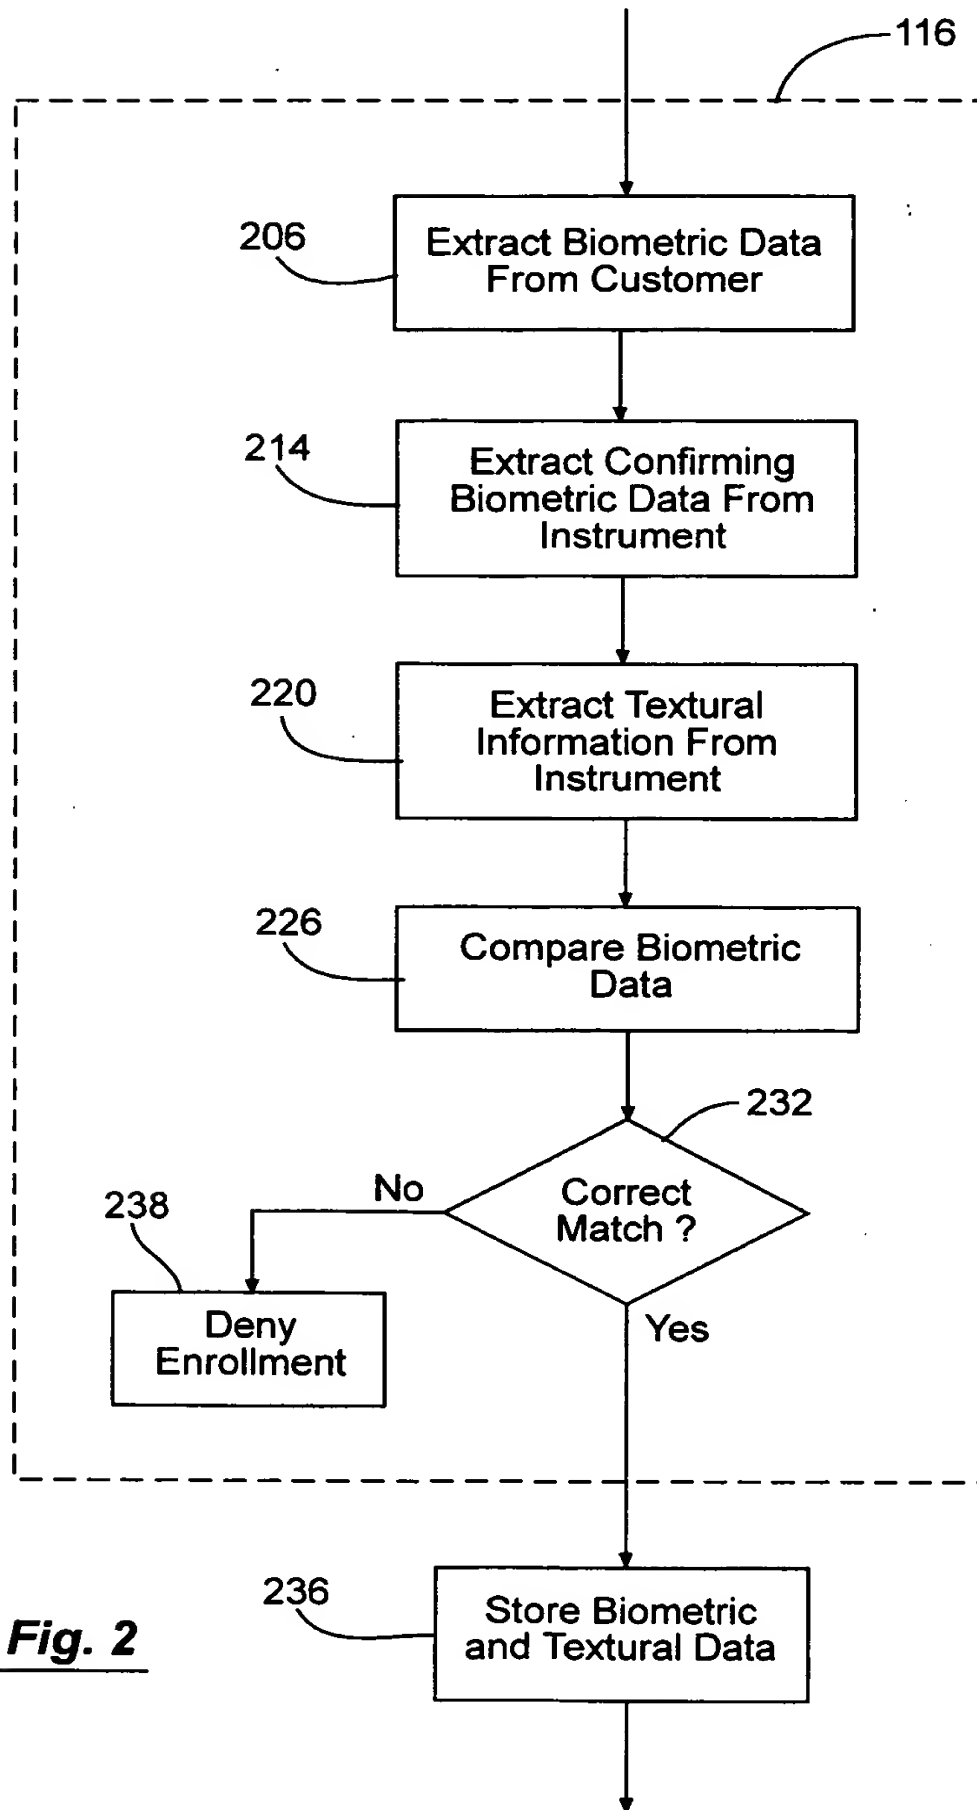 116
206
Extract Biometric Data
From Customer
214
Extract Confirming
Biometric Data From
Instrument
220
Extract Textural
Information From
Instrument
226
Compare Biometric
Data
232
Correct
Match ?
No
Yes
238
Deny
Enrollment
236
Store Biometric
and Textural Data
Fig. 2